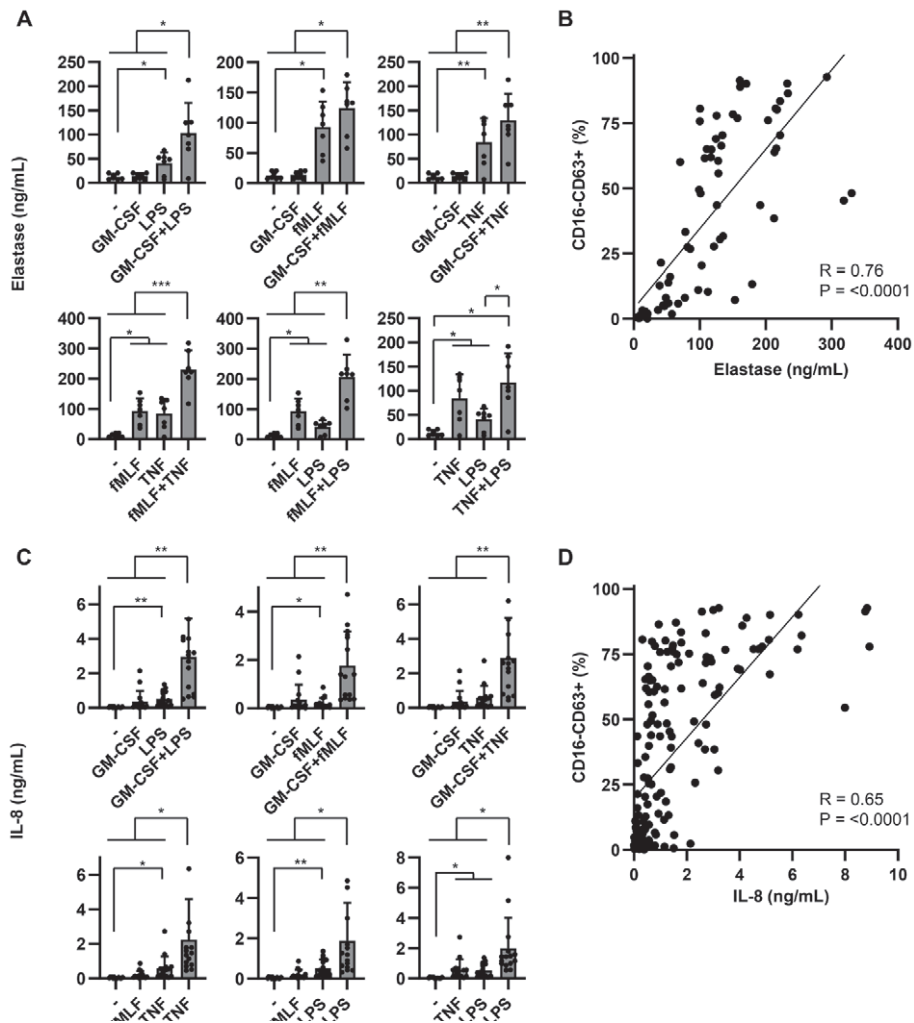 A
B
Elastase (ng/mL)
* *
250
200
150
100
50
0
- GM-CSF LPS GM-CSF+LPS
* *
200
150
100
50
0
- GM-CSF fMLF GM-CSF+fMLF
** **
250
200
150
100
50
0
- GM-CSF TNF GM-CSF+TNF
*** *
400
300
200
100
0
- fMLF TNF fMLF+TNF
** *
400
300
200
100
0
- fMLF LPS fMLF+LPS
* * *
250
200
150
100
50
0
- TNF LPS TNF+LPS
CD16-CD63+ (%)
100
75
50
25
0
R = 0.76
P = <0.0001
0 100 200 300 400
Elastase (ng/mL)
C
D
IL-8 (ng/mL)
** **
6
4
2
0
- GM-CSF LPS GM-CSF+LPS
** *
4
2
0
- GM-CSF fMLF GM-CSF+fMLF
**
6
4
2
0
- GM-CSF TNF GM-CSF+TNF
* *
6
4
2
0
- TNF TNF
* **
6
4
2
0
- fMLF LPS LPS
* *
8
6
4
2
0
- TNF LPS LPS
CD16-CD63+ (%)
100
75
50
25
0
R = 0.65
P = <0.0001
0 2 4 6 8 10
IL-8 (ng/mL)